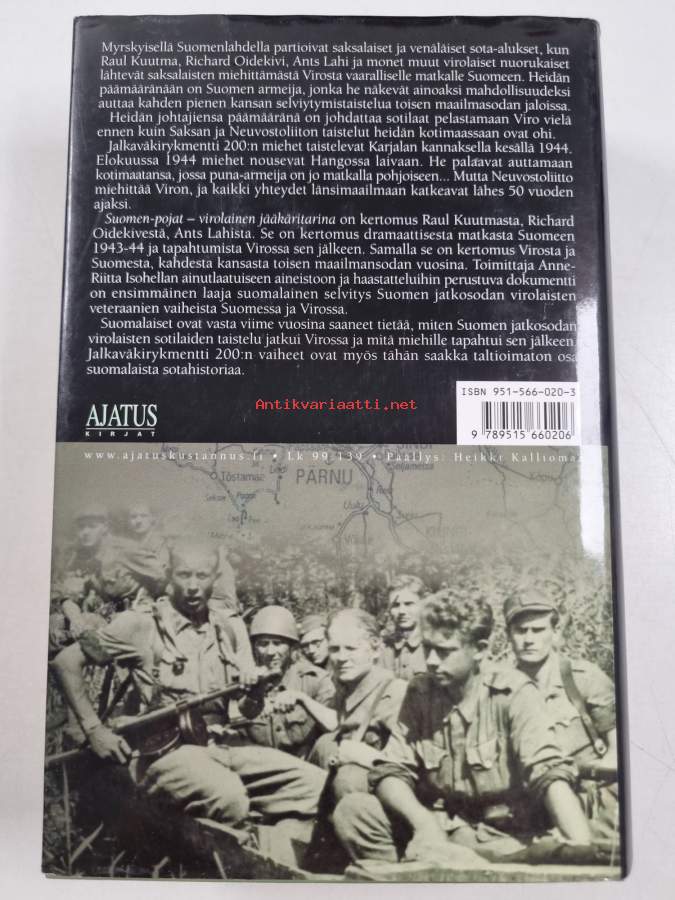 Myrskyisellä Suomenlahdella partioivat saksalaiset ja venäläiset sota-alukset, kun
Raul Kuutma, Richard Oidekivi, Ants Lahi ja monet muut virolaiset nuorukaiset
lähtevät saksalaisten miehittämästä Virosta vaaralliselle matkalle Suomeen. Heidän
päämääränään on Suomen armeija, jonka he näkevät ainoaksi mahdollisuudeksi
auttaa kahden pienen kansan selviytymistaistelua toisen maailmasodan jaloissa.
Heidän johtajiensa päämääränä on johdattaa sotilaat pelastamaan Viro vielä
ennen kuin Saksan ja Neuvostoliiton taistelut heidän kotimaassaan ovat ohi.
Jalkaväkirykmentti 200:n miehet taistelevat Karjalan kannaksella kesällä 1944.
Elokuussa 1944 miehet nousevat Hangossa laivaan. He palaavat auttamaan
kotimaatansa, jossa puna-armeija on jo matkalla pohjoiseen... Mutta Neuvostoliitto
miehittää Viron, ja kaikki yhteydet länsimaailmaan katkeavat lähes 50 vuoden
ajaksi.
Suomen-pojat – virolainen jääkäritarina on kertomus Raul Kuutmasta, Richard
Oidekivestä, Ants Lahista. Se on kertomus dramaattisesta matkasta Suomeen
1943-44 ja tapahtumista Virossa sen jälkeen. Samalla se on kertomus Virosta ja
Suomesta, kahdesta kansasta toisen maailmansodan vuosina. Toimittaja Anne-
Riitta Isohellan ainutlaatuiseen aineistoon ja haastatteluihin perustuva dokumentti
on ensimmäinen laaja suomalainen selvitys Suomen jatkosodan virolaisten
veteraanien vaiheista Suomessa ja Virossa.
Suomalaiset ovat vasta viime vuosina saaneet tietää, miten Suomen jatkosodan
virolaisten sotilaiden taistelu jatkui Virossa ja mitä miehille tapahtui sen jälkeen.
Jalkaväkirykmentti 200:n vaiheet ovat myös tähän saakka taltioimaton osa
suomalaista sotahistoriaa.
ISBN 951-566-020-3
Antikvariaatti.net
AJATUS
KIRJAT
9 789515 660206
www.ajatuskustannus.fi • Lk 99.139 • Päällys: Heikki Kalliomaa
Tõstamaa
PÄRNU
SINDI